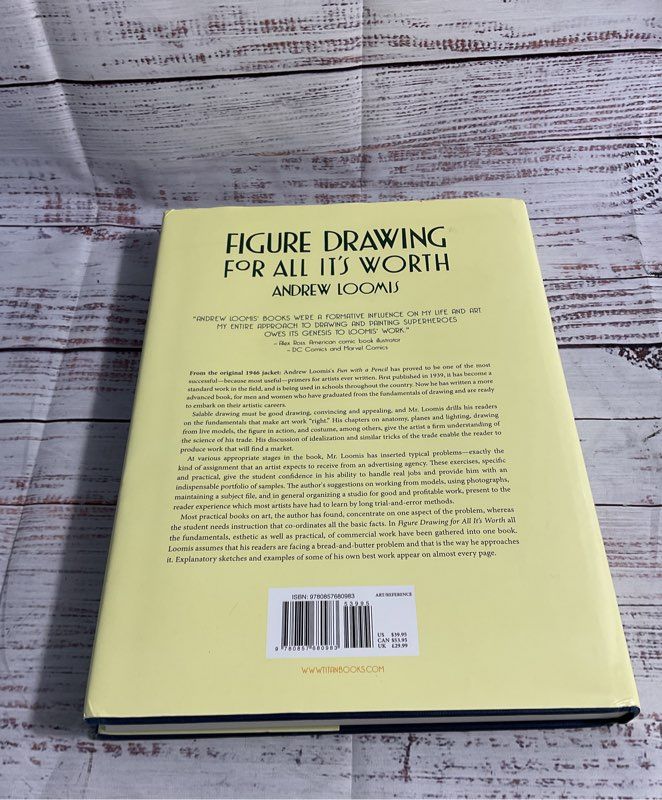 FIGURE DRAWING
FOR ALL IT'S WORTH
ANDREW LOOMIS
"ANDREW LOOMIS' BOOKS WERE A FORMATIVE INFLUENCE ON MY LIFE AND ART
MY ENTIRE APPROACH TO DRAWING AND PAINTING SUPERHEROES
OWES ITS GENESIS TO LOOMIS' WORK."
– Alex Ross American comic book illustrator
– DC Comics and Marvel Comics
From the original 1946 jacket: Andrew Loomis's Fun with a Pencil has proved to be one of the most
successful—because most useful—primers for artists ever written. First published in 1939, it has become a
standard work in the field, and is being used in schools throughout the country. Now he has written a more
advanced book, for men and women who have graduated from the fundamentals of drawing and are ready
to embark on their artistic careers.
Salable drawing must be good drawing, convincing and appealing, and Mr. Loomis drills his readers
on the fundamentals that make art work "right." His chapters on anatomy, planes and lighting, drawing
from live models, the figure in action, and costume, among others, give the artist a firm understanding of
the science of his trade. His discussion of idealization and similar tricks of the trade enable the reader to
produce work that will find a market.
At various appropriate stages in the book, Mr. Loomis has inserted typical problems—exactly the
kind of assignment that an artist expects to receive from an advertising agency. These exercises, specific
and practical, give the student confidence in his ability to handle real jobs and provide him with an
indispensable portfolio of samples. The author's suggestions on working from models, using photographs,
maintaining a subject file, and in general organizing a studio for good and profitable work, present to the
reader experience which most artists have had to learn by long trial-and-error methods.
Most practical books on art, the author has found, concentrate on one aspect of the problem, whereas
the student needs instruction that co-ordinates all the basic facts. In Figure Drawing for All It's Worth all
the fundamentals, esthetic as well as practical, of commercial work have been gathered into one book.
Loomis assumes that his readers are facing a bread-and-butter problem and that is the way he approaches
it. Explanatory sketches and examples of some of his own best work appear on almost every page.
ISBN: 9780857680983
ART/REFERENCE
53995
US $39.95
CAN $53.95
UK £29.99
9 780857 680983
WWW.TITANBOOKS.COM